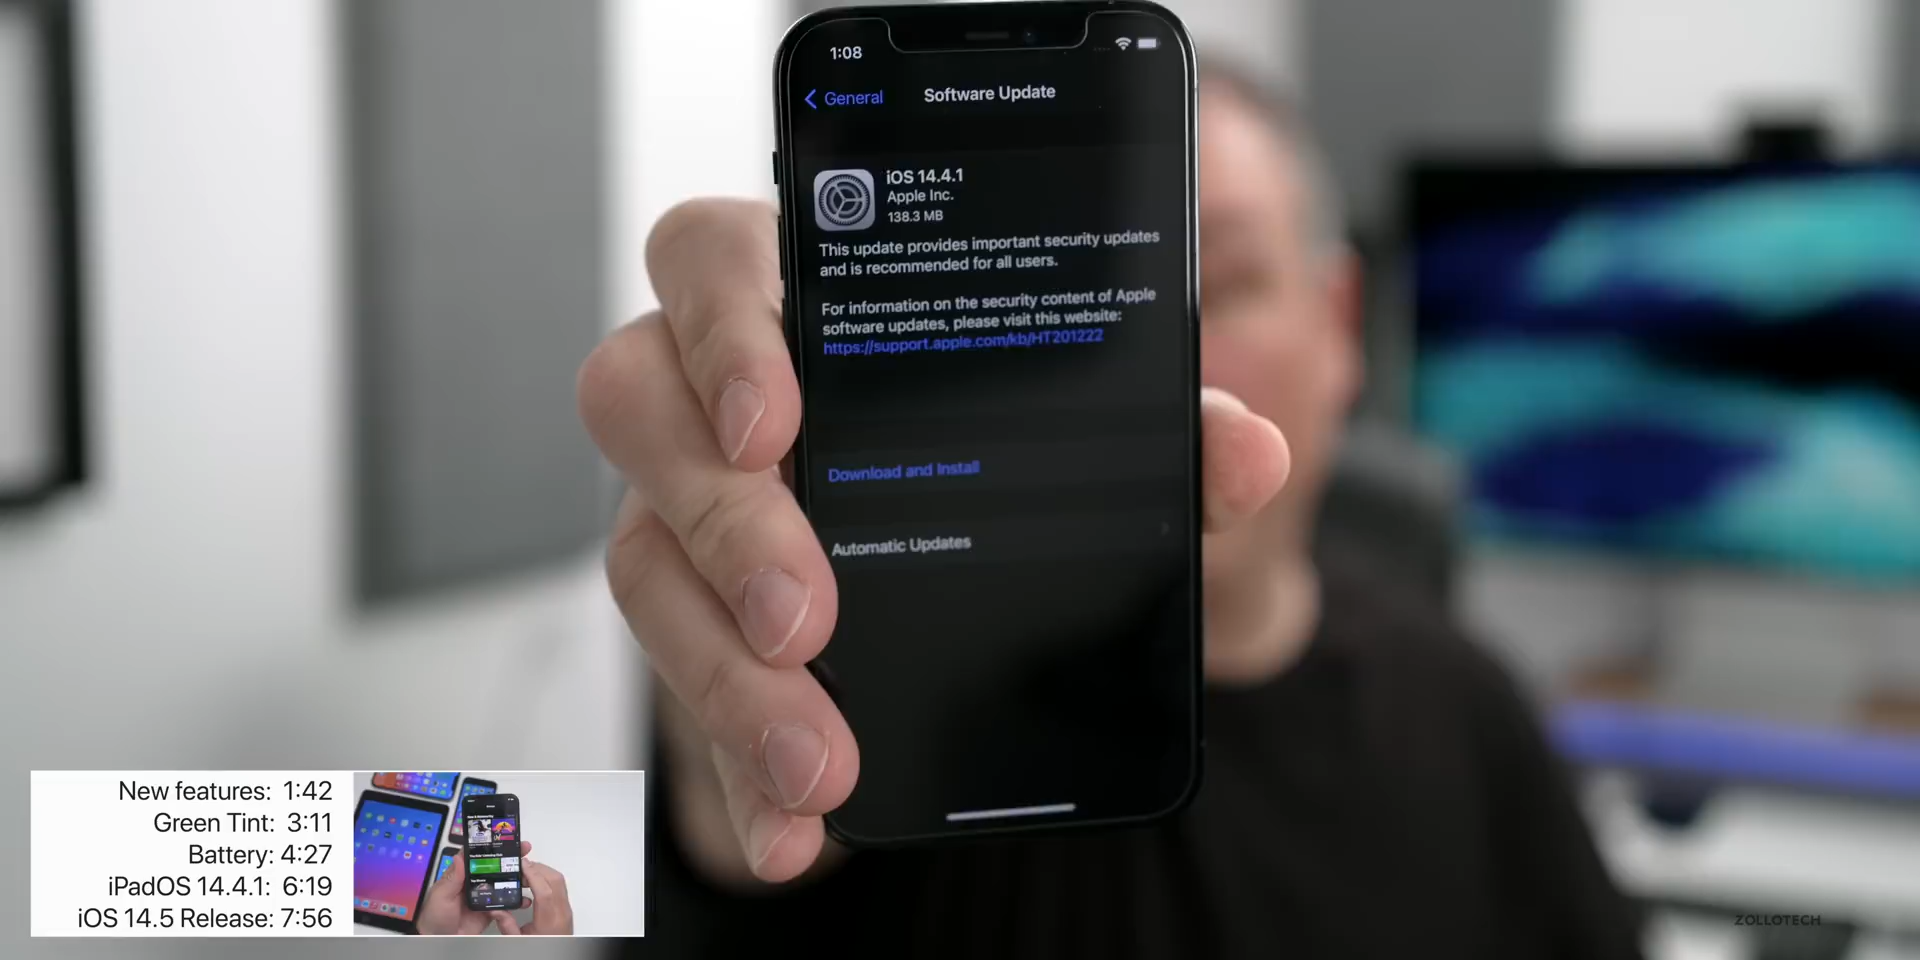 1:08
General
Software Update
iOS 14.4.1
Apple Inc.
138.3 MB
This update provides important security updates
and is recommended for all users.
For information on the security content of Apple
software updates, please visit this website:
https://support.apple.com/kb/HT201222
Download and Install
Automatic Updates
New features: 1:42
Green Tint: 3:11
Battery: 4:27
iPadOS 14.4.1: 6:19
iOS 14.5 Release: 7:56
ZOLLOTECH